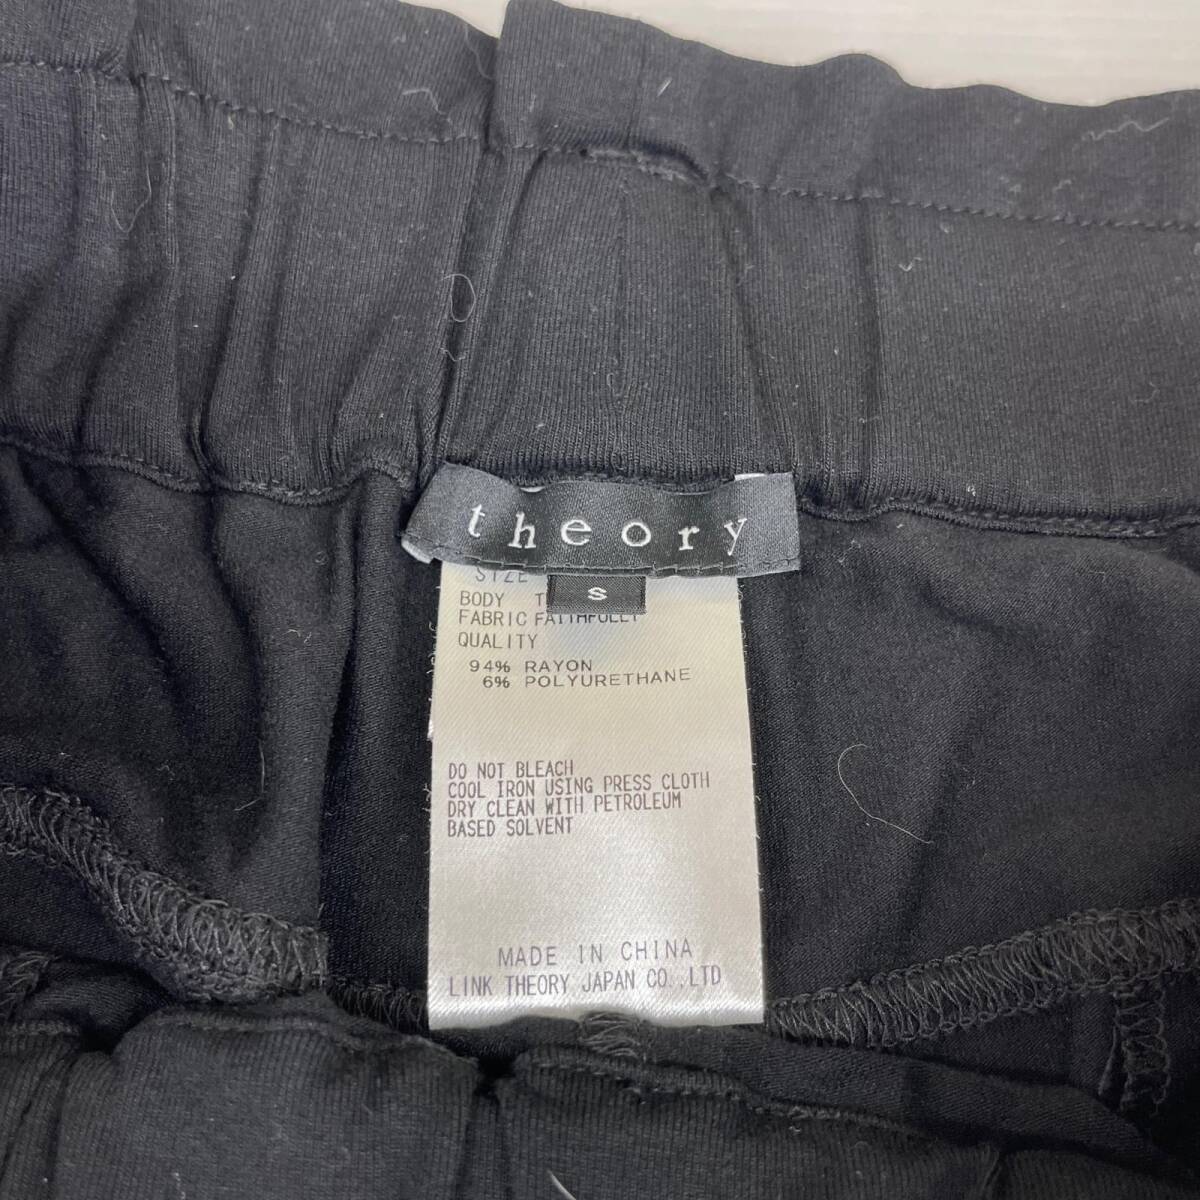 theory
SIZE
S
BODY
FABRIC FAITHFULLY
QUALITY
94% RAYON
6% POLYURETHANE
DO NOT BLEACH
COOL IRON USING PRESS CLOTH
DRY CLEAN WITH PETROLEUM
BASED SOLVENT
MADE IN CHINA
LINK THEORY JAPAN CO.,LTD